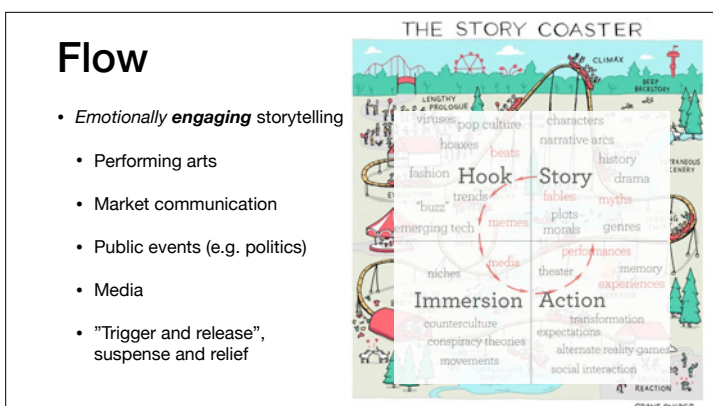 THE STORY COASTER
Flow
• Emotionally engaging storytelling
• Performing arts
• Market communication
• Public events (e.g. politics)
• Media
• ”Trigger and release”,
suspense and relief
CLIMAX
DEEP
BACKSTORY
LENGTHY
PROLOGUE
viruses
pop culture
hoaxes
beats
fashion
Hook
trends
"buzz"
memes
emerging tech
media
characters
narrative arcs
history
drama
Story
fables
myths
plots
morals
genres
niches
Immersion
counterculture
conspiracy theories
movements
performances
theater
memory
experiences
Action
transformation
expectations
alternate reality games
social interaction
REACTION